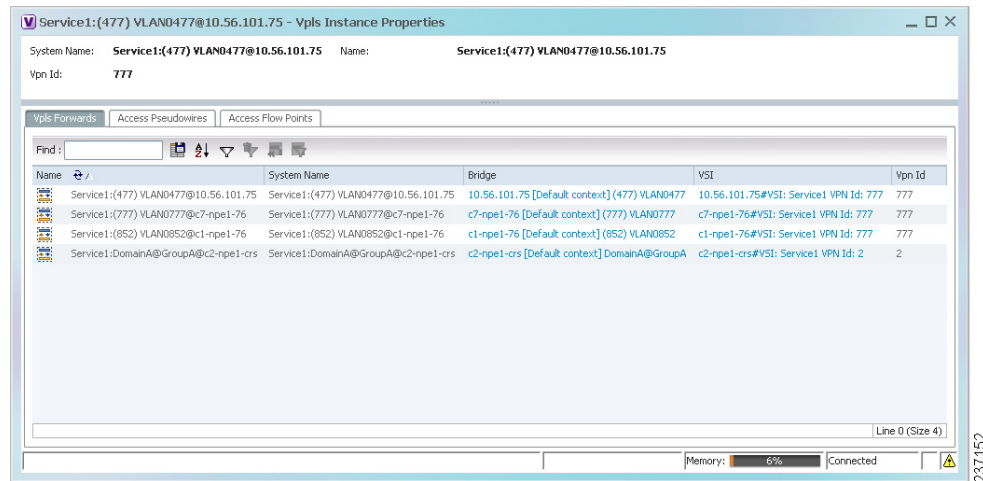 Service1:(477) VLAN0477@10.56.101.75 - Vpls Instance Properties
System Name: Service1:(477) VLAN0477@10.56.101.75 Name: Service1:(477) VLAN0477@10.56.101.75
Vpn Id: 777
Vpls Forwards Access Pseudowires Access Flow Points
Find :
Name System Name Bridge VSI Vpn Id
Service1:(477) VLAN0477@10.56.101.75 Service1:(477) VLAN0477@10.56.101.75 10.56.101.75 [Default context] (477) VLAN0477 10.56.101.75#VSI: Service1 VPN Id: 777 777
Service1:(777) VLAN0777@c7-npe1-76 Service1:(777) VLAN0777@c7-npe1-76 c7-npe1-76 [Default context] (777) VLAN0777 c7-npe1-76#VSI: Service1 VPN Id: 777 777
Service1:(852) VLAN0852@c1-npe1-76 Service1:(852) VLAN0852@c1-npe1-76 c1-npe1-76 [Default context] (852) VLAN0852 c1-npe1-76#VSI: Service1 VPN Id: 777 777
Service1:DomainA@GroupA@c2-npe1-crs Service1:DomainA@GroupA@c2-npe1-crs c2-npe1-crs [Default context] DomainA@GroupA c2-npe1-crs#VSI: Service1 VPN Id: 2 2
Line 0 (Size 4)
Memory: 6% Connected
237152